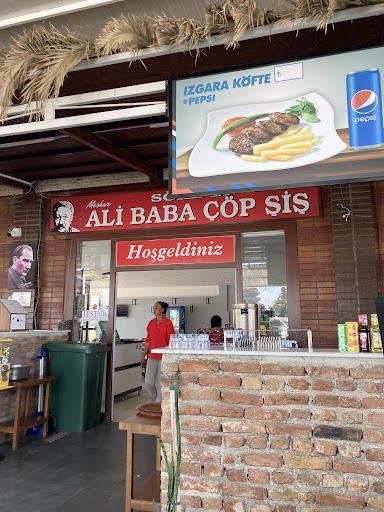 IZGARA KÖFTE
+PEPSI
pepsi
Meşhur
ALİ BABA ÇÖP ŞİŞ
Hoşgeldiniz